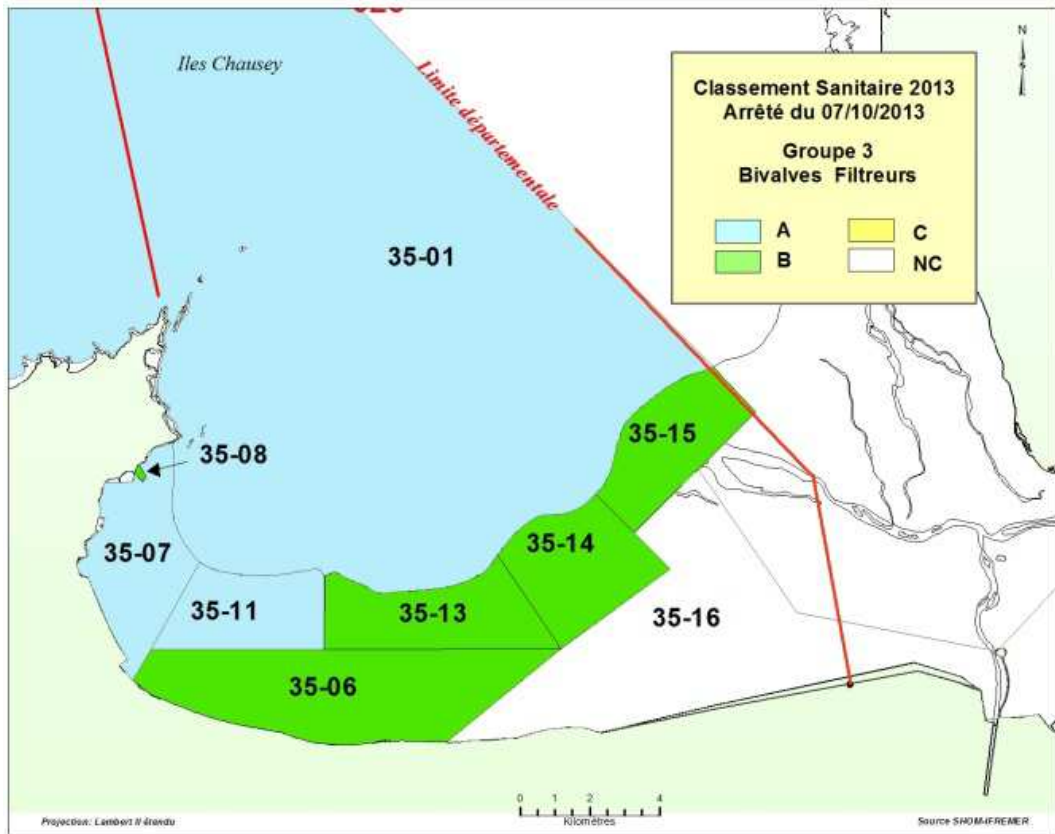 Iles Chausey
Limite départementale
N
Classement Sanitaire 2013
Arrêté du 07/10/2013
Groupe 3
Bivalves Filtreurs
A
C
B
NC
35-01
35-15
35-08
35-14
35-07
35-11
35-13
35-16
35-06
0 2 4
Kilomètres
Projection: Lambert II étendu
Source SHOM-IFREMER